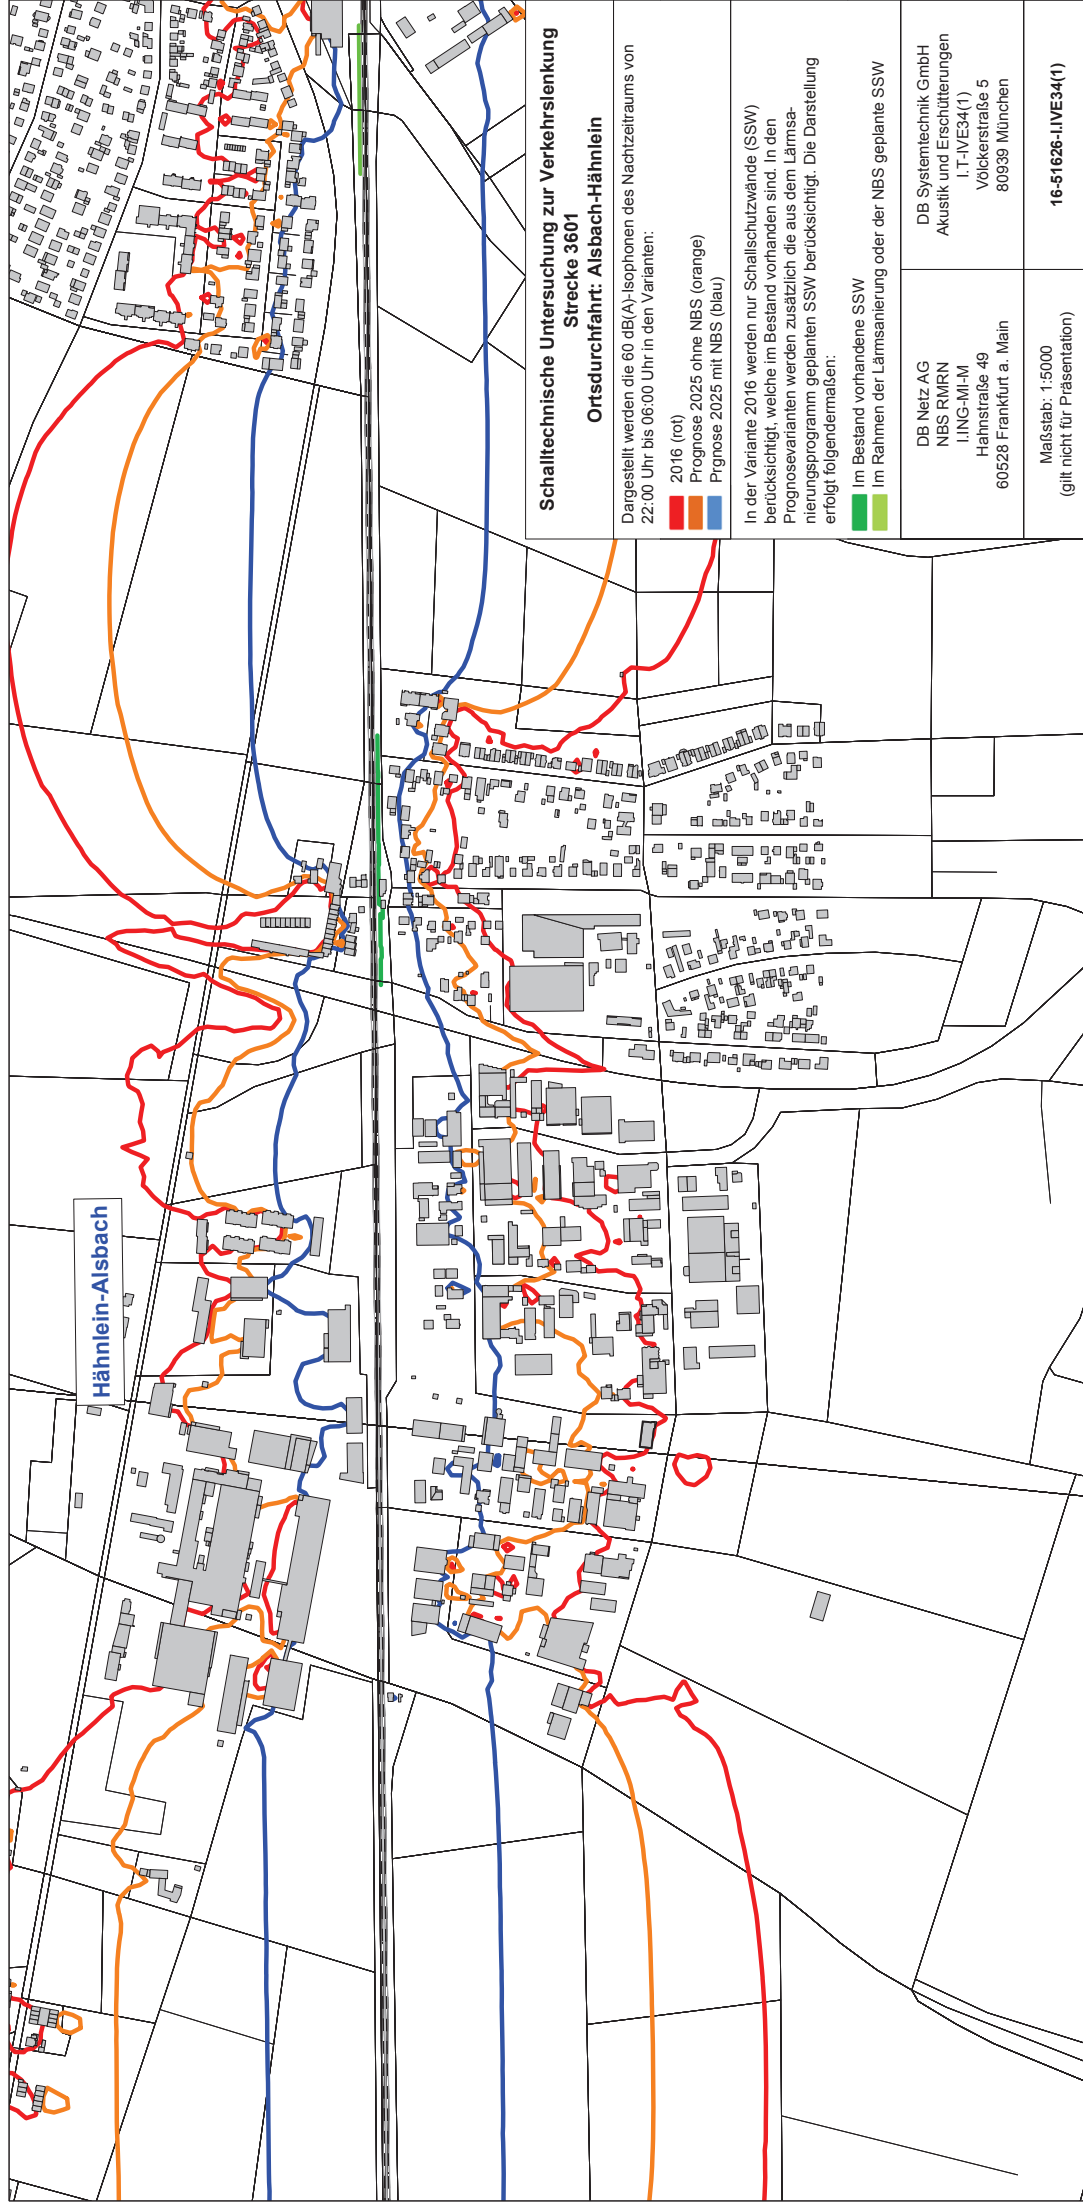 Hähnlein-Alsbach
Schalltechnische Untersuchung zur Verkehrslenkung
Strecke 3601
Ortsdurchfahrt: Alsbach-Hähnlein
Dargestellt werden die 60 dB(A)-Isophonen des Nachtzeitraums von
22:00 Uhr bis 06:00 Uhr in den Varianten:
2016 (rot)
Prognose 2025 ohne NBS (orange)
Prgnose 2025 mit NBS (blau)
In der Variante 2016 werden nur Schallschutzwände (SSW)
berücksichtigt, welche im Bestand vorhanden sind. In den
Prognosevarianten werden zusätzlich die aus dem Lärmsa-
nierungsprogramm geplanten SSW berücksichtigt. Die Darstellung
erfolgt folgendermaßen:
Im Bestand vorhandene SSW
Im Rahmen der Lärmsanierung oder der NBS geplante SSW
DB Netz AG
NBS RMRN
I.ING-MI-M
Hahnstraße 49
60528 Frankfurt a. Main
DB Systemtechnik GmbH
Akustik und Erschütterungen
I.T-IVE34(1)
Völckerstraße 5
80939 München
Maßstab: 1:5000
(gilt nicht für Präsentation)
16-51626-I.IVE34(1)